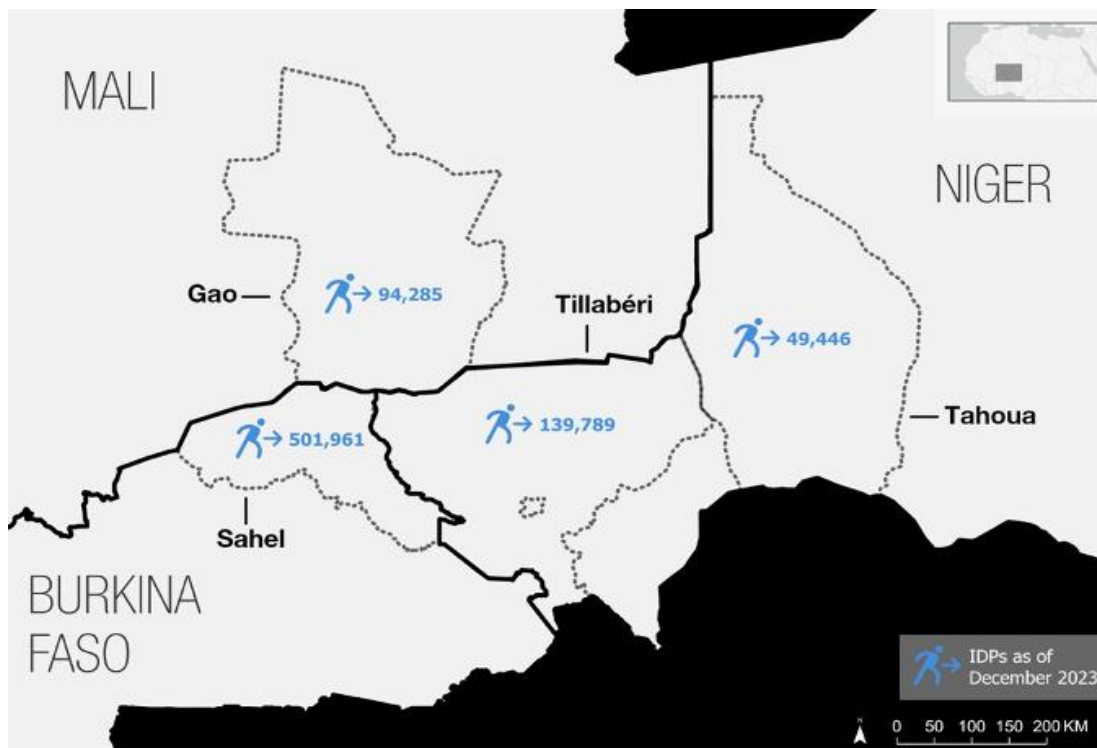 MALI
NIGER
Gao
94,285
Tillabéri
49,446
501,961
139,789
Tahoua
Sahel
BURKINA
FASO
IDPs as of
December 2023
N
0 50 100 150 200 KM